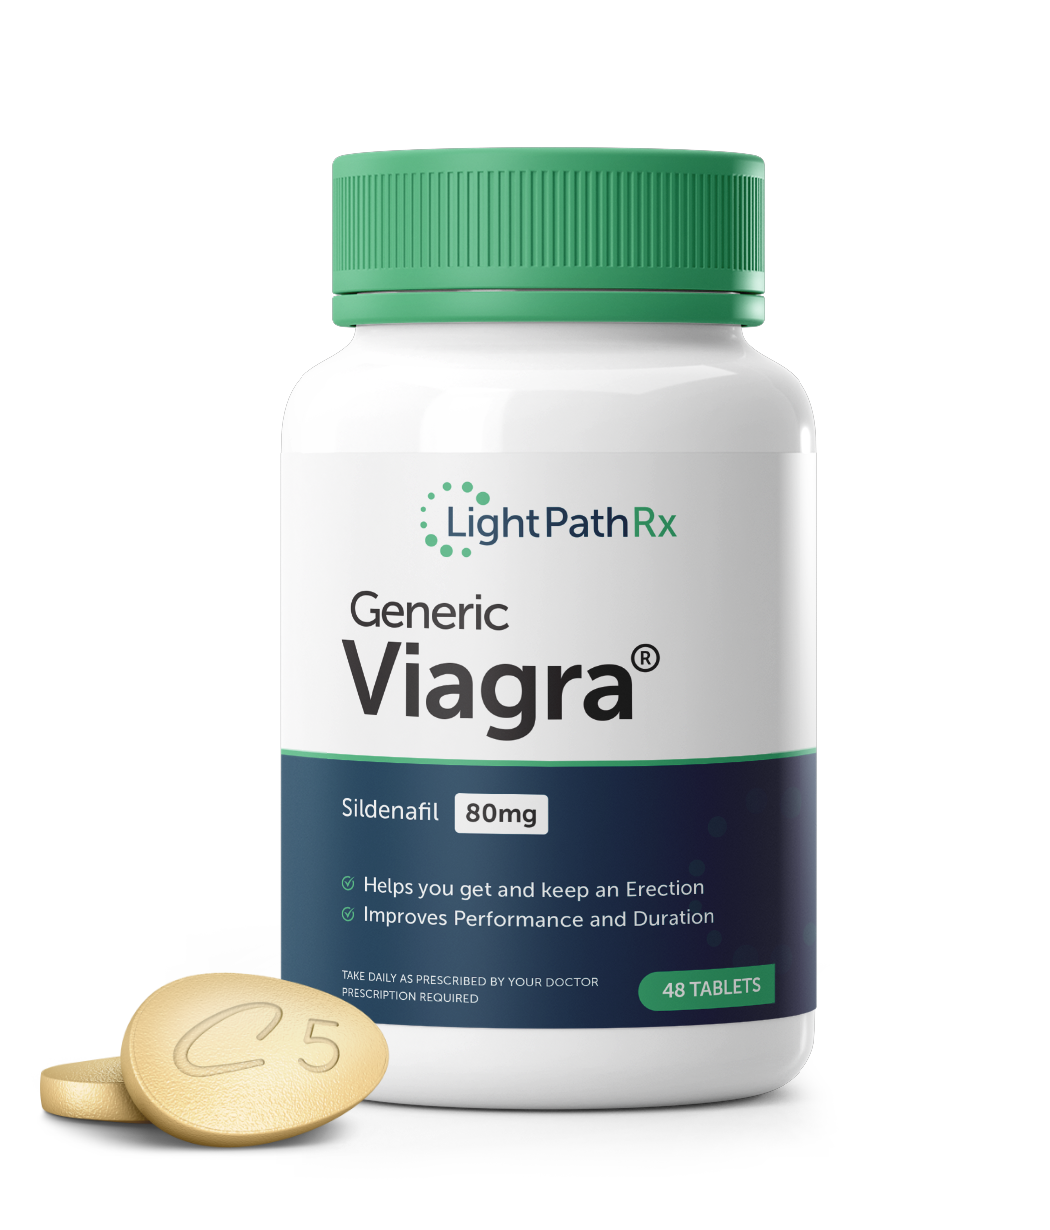 LightPathRx
Generic
Viagra®
Sildenafil 80mg
Helps you get and keep an Erection
Improves Performance and Duration
TAKE DAILY AS PRESCRIBED BY YOUR DOCTOR
PRESCRIPTION REQUIRED
48 TABLETS
C 5